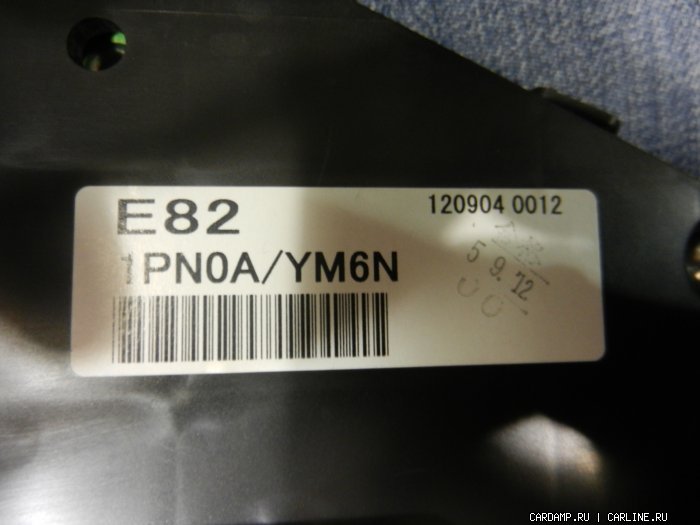 E82
120904 0012
1PN0A/YM6N
5 9. 12
CARDAMP.RU | CARLINE.RU